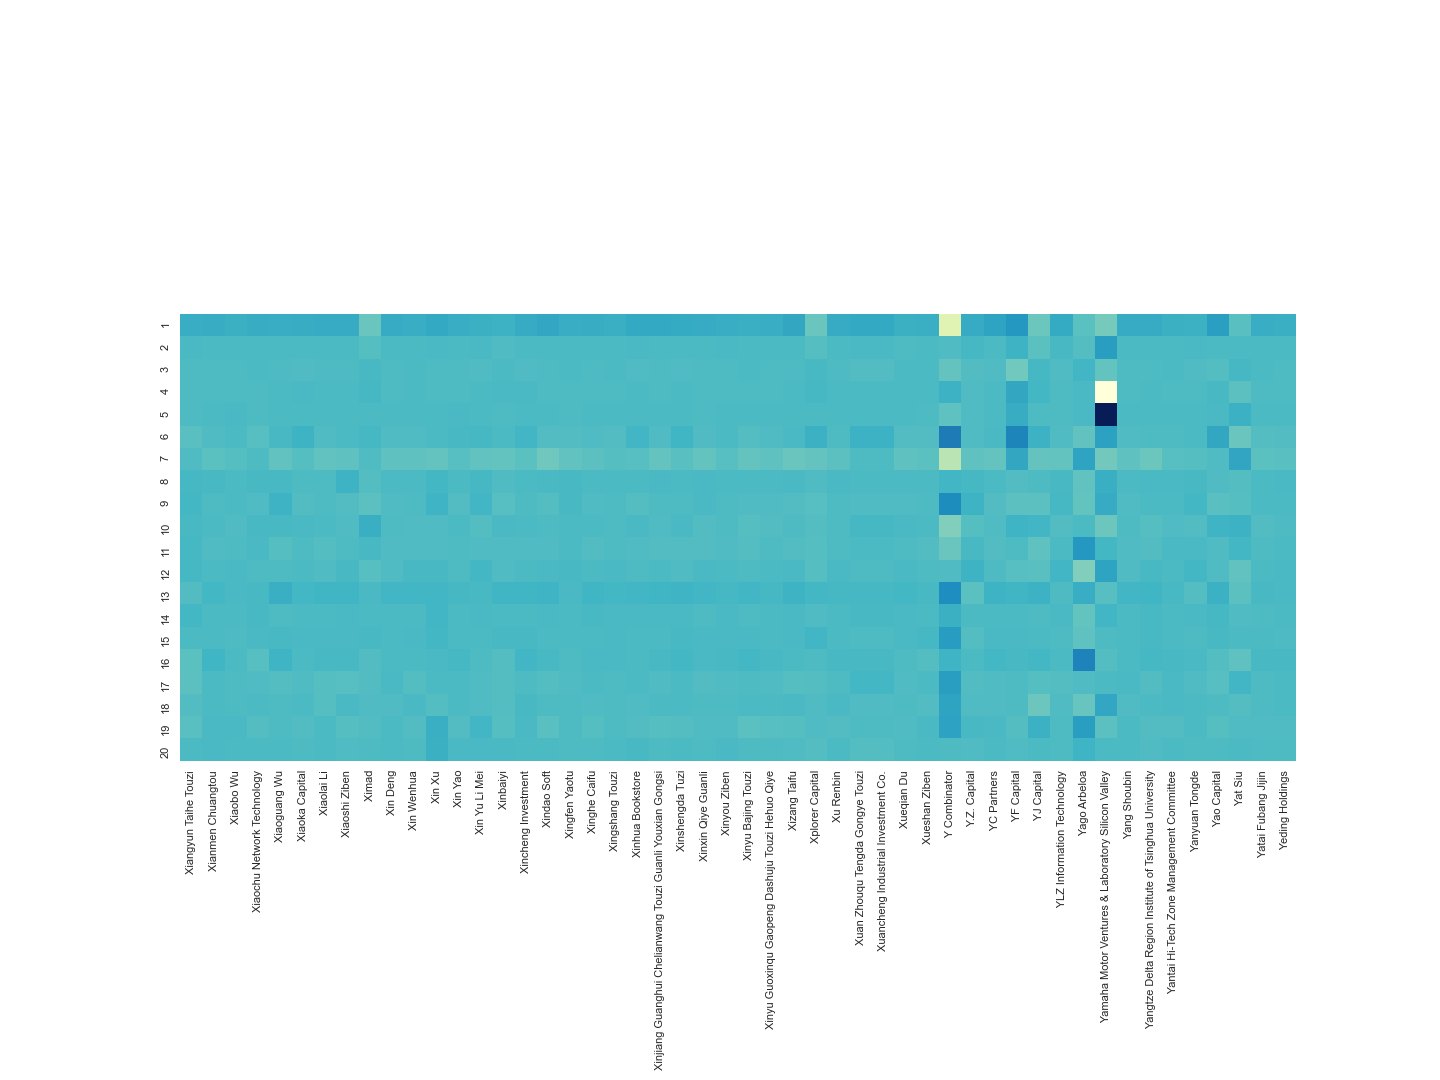 1
2
3
4
5
6
7
8
9
10
11
12
13
14
15
16
17
18
19
20
Xiangyun Taihe Touzi
Xianmen Chuangtou
Xiaobo Wu
Xiaochu Network Technology
Xiaoguang Wu
Xiaoka Capital
Xiaolai Li
Xiaoshi Ziben
Ximad
Xin Deng
Xin Wenhua
Xin Xu
Xin Yao
Xin Yu Li Mei
Xinbaiyi
Xincheng Investment
Xindao Soft
Xingfen Yaotu
Xinghe Caifu
Xingshang Touzi
Xinhua Bookstore
Xinjiang Guanghui Chelianwang Touzi Guanli Youxian Gongsi
Xinshengda Tuzi
Xinxin Qiye Guanli
Xinyou Ziben
Xinyu Bajing Touzi
Xinyu Guoxinqu Gaopeng Dashuju Touzi Hehuo Qiye
Xizang Taifu
Xplorer Capital
Xu Renbin
Xuan Zhouqu Tengda Gongye Touzi
Xuancheng Industrial Investment Co.
Xueqian Du
Xueshan Ziben
Y Combinator
Y.Z. Capital
YC Partners
YF Capital
YJ Capital
YLZ Information Technology
Yago Arbeloa
Yamaha Motor Ventures & Laboratory Silicon Valley
Yang Shoubin
Yangtze Delta Region Institute of Tsinghua University
Yantai Hi-Tech Zone Management Committee
Yanyuan Tongde
Yao Capital
Yat Siu
Yatai Fubang Jijin
Yeding Holdings